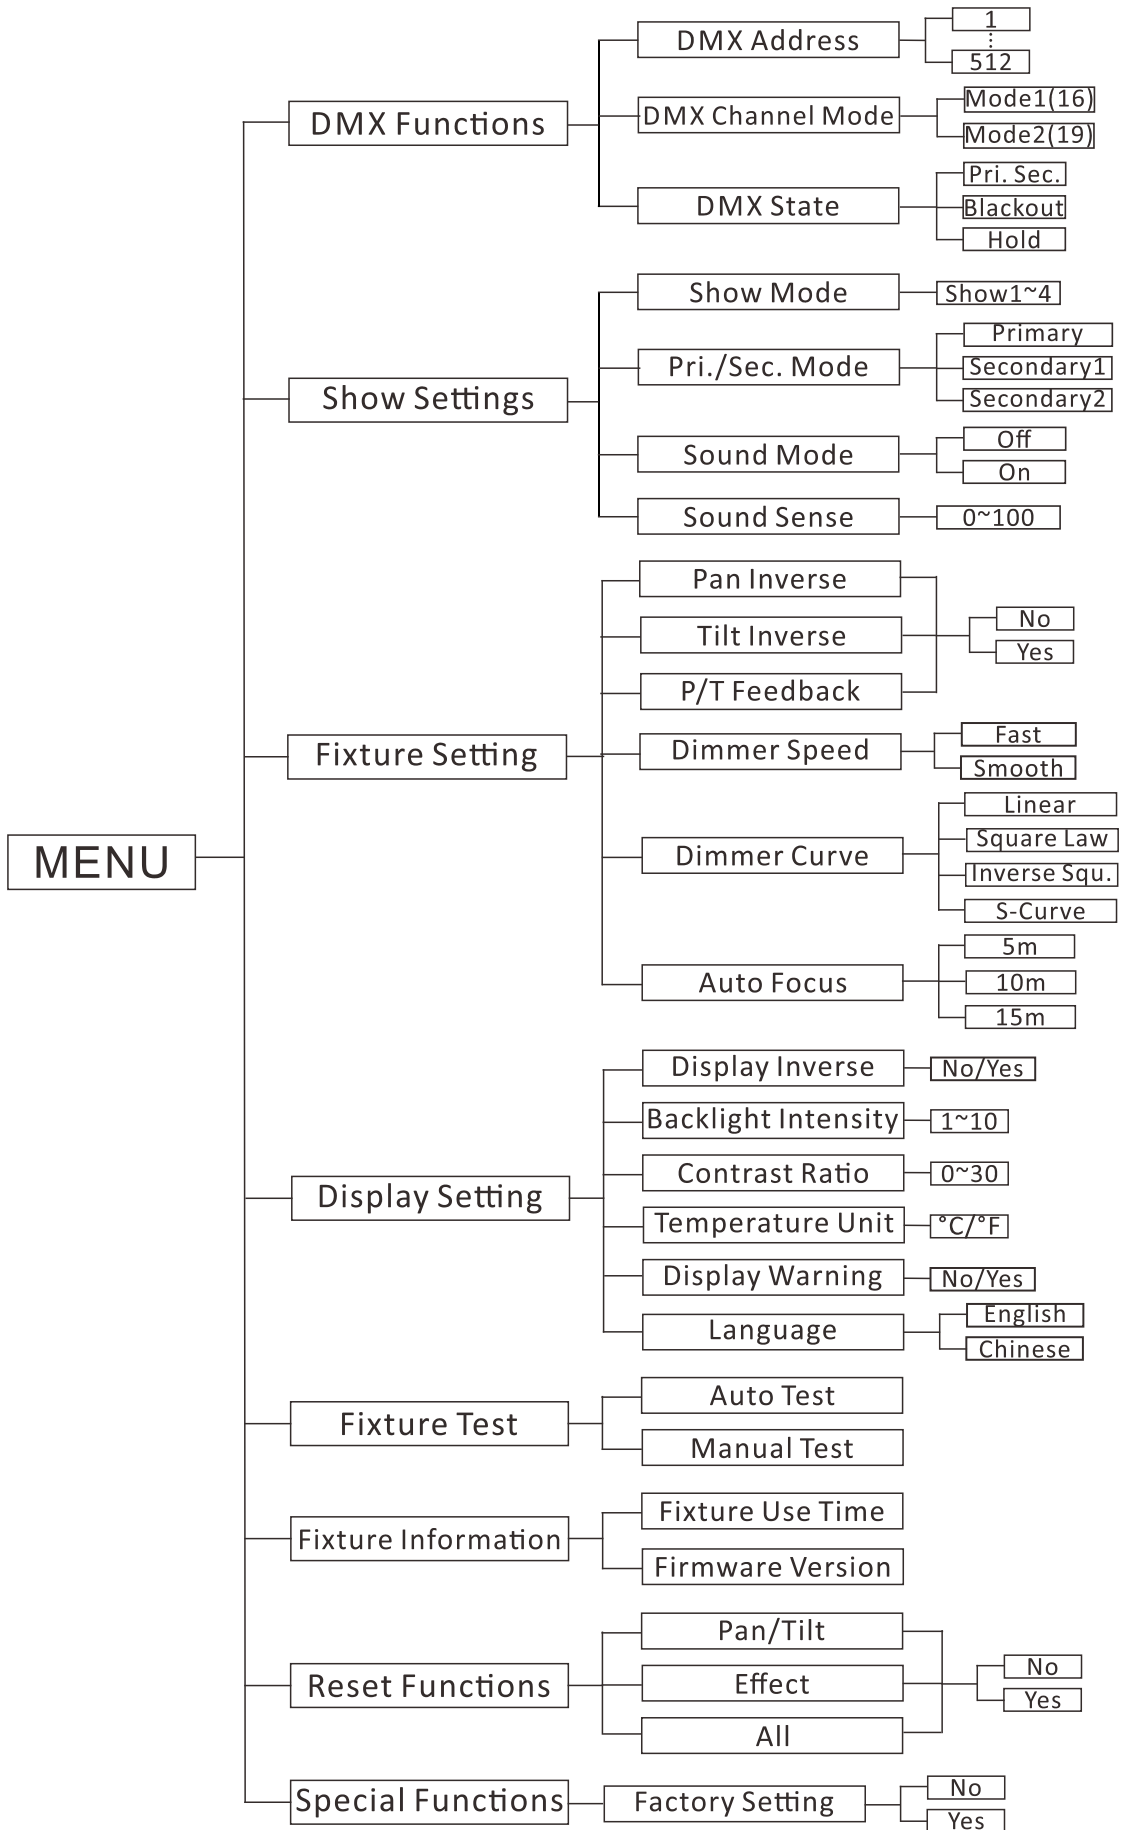 MENU
DMX Functions
DMX Address
1
512
DMX Channel Mode
Mode1(16)
Mode2(19)
DMX State
Pri. Sec.
Blackout
Hold
Show Settings
Show Mode
Show1~4
Pri./Sec. Mode
Primary
Secondary1
Secondary2
Sound Mode
Off
On
Sound Sense
0~100
Fixture Setting
Pan Inverse
Tilt Inverse
P/T Feedback
No
Yes
Dimmer Speed
Fast
Smooth
Dimmer Curve
Linear
Square Law
Inverse Squ.
S-Curve
Auto Focus
5m
10m
15m
Display Setting
Display Inverse
No/Yes
Backlight Intensity
1~10
Contrast Ratio
0~30
Temperature Unit
°C/°F
Display Warning
No/Yes
Language
English
Chinese
Fixture Test
Auto Test
Manual Test
Fixture Information
Fixture Use Time
Firmware Version
Reset Functions
Pan/Tilt
Effect
All
No
Yes
Special Functions
Factory Setting
No
Yes